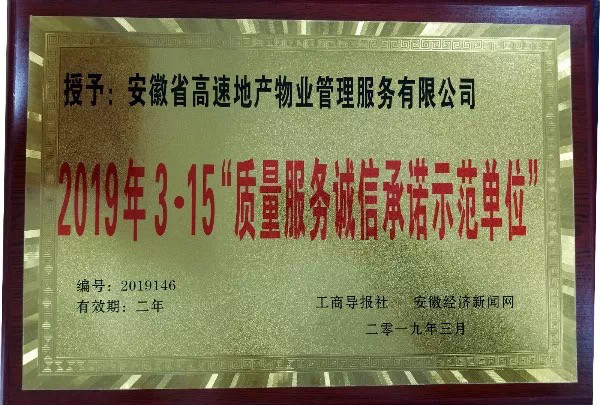 授予：安徽省高速地产物业管理服务有限公司
2019年3·15“质量服务诚信承诺示范单位”
编号：2019146
有效期：二年
工商导报社 安徽经济新闻网
二零一九年三月